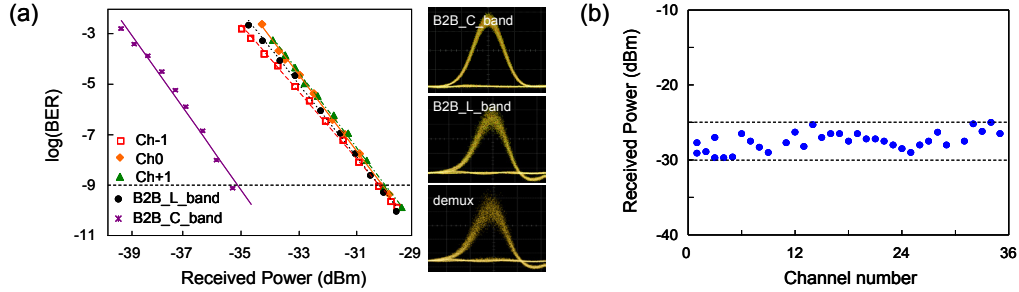 (a)
log(BER)
-3
-5
-7
-9
-11
Ch-1
Ch0
Ch+1
B2B_L_band
B2B_C_band
-39
-37
-35
-33
-31
-29
Received Power (dBm)
B2B_C_band
B2B_L_band
demux
(b)
Received Power (dBm)
-10
-20
-30
-40
0
12
24
36
Channel number